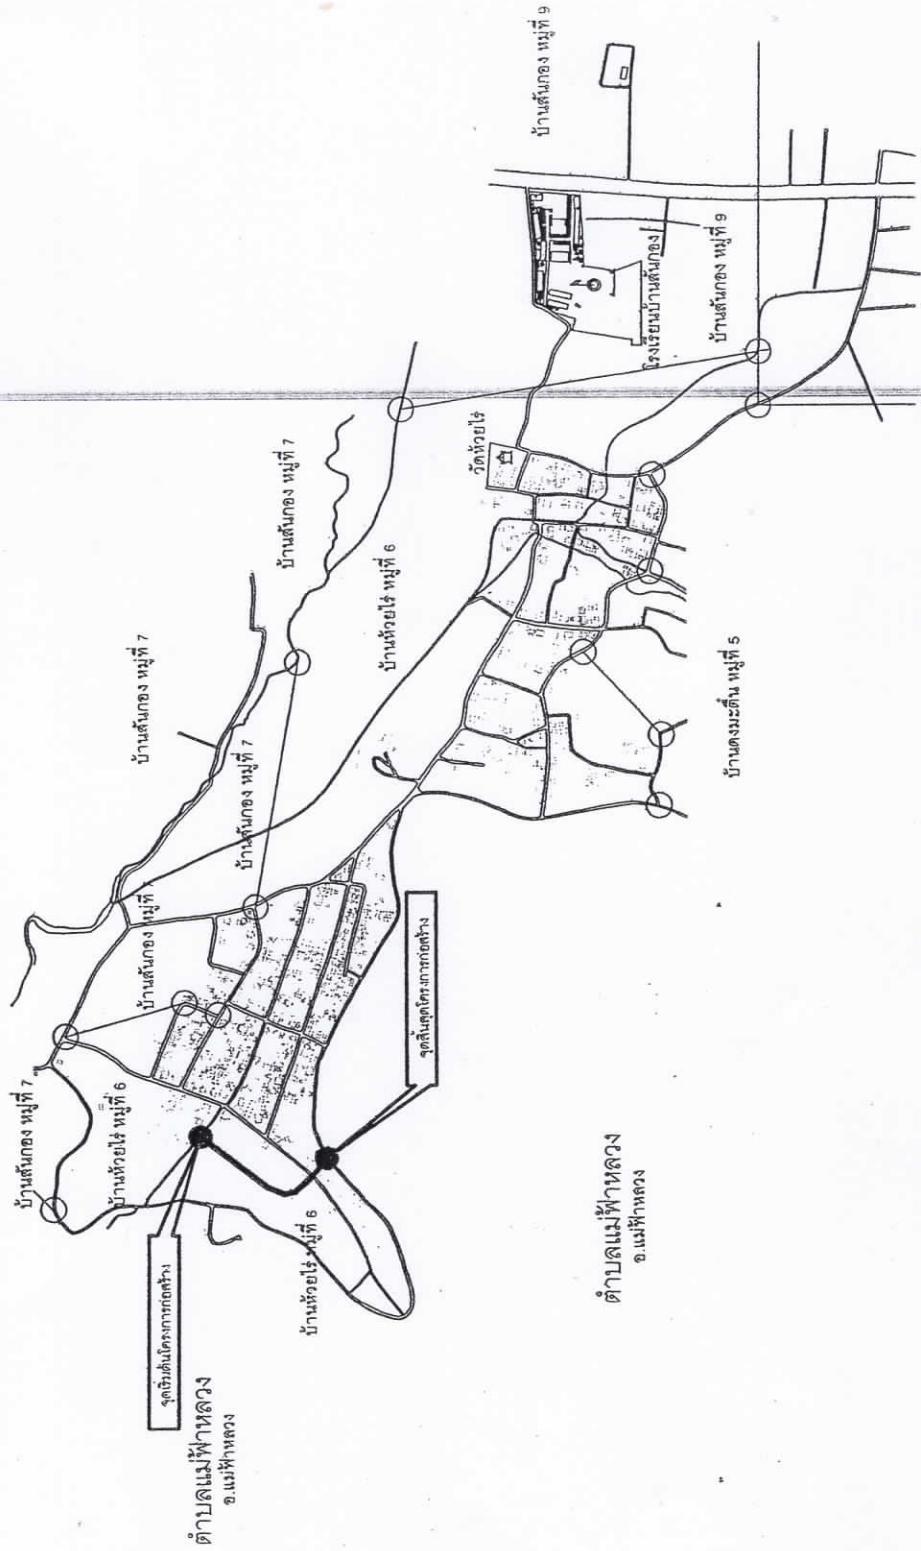 บ้านสันกอง หมู่ที่ 7
บ้านห้วยไร่ หมู่ที่ 6
จุดเริ่มต้นโครงการก่อสร้าง
ตำบลแม่ฟ้าหลวง
อ.แม่ฟ้าหลวง
บ้านห้วยไร่ หมู่ที่ 6
บ้านสันกอง หมู่ที่ 7
บ้านสันกอง หมู่ที่ 7
บ้านสันกอง หมู่ที่ 7
บ้านสันกอง หมู่ที่ 7
บ้านห้วยไร่ หมู่ที่ 6
จุดสิ้นสุดโครงการก่อสร้าง
ตำบลแม่ฟ้าหลวง
อ.แม่ฟ้าหลวง
วัดห้วยไร่
บ้านสันกอง หมู่ที่ 9
โรงเรียนบ้านสันกอง
บ้านสันกอง หมู่ที่ 9
บ้านดงมะตื๋น หมู่ที่ 5